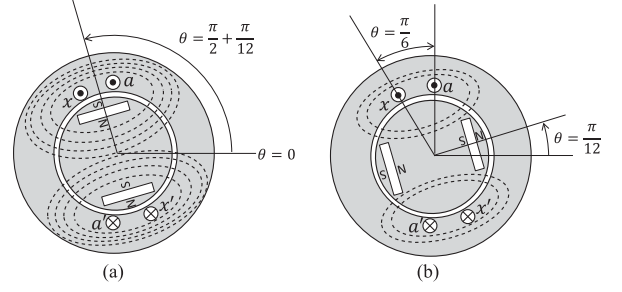 θ = π/2 + π/12
x a
S
N
θ = 0
S
N
a′ x′
(a)
θ = π/6
x a
S N
S N
θ = π/12
a′ x′
(b)